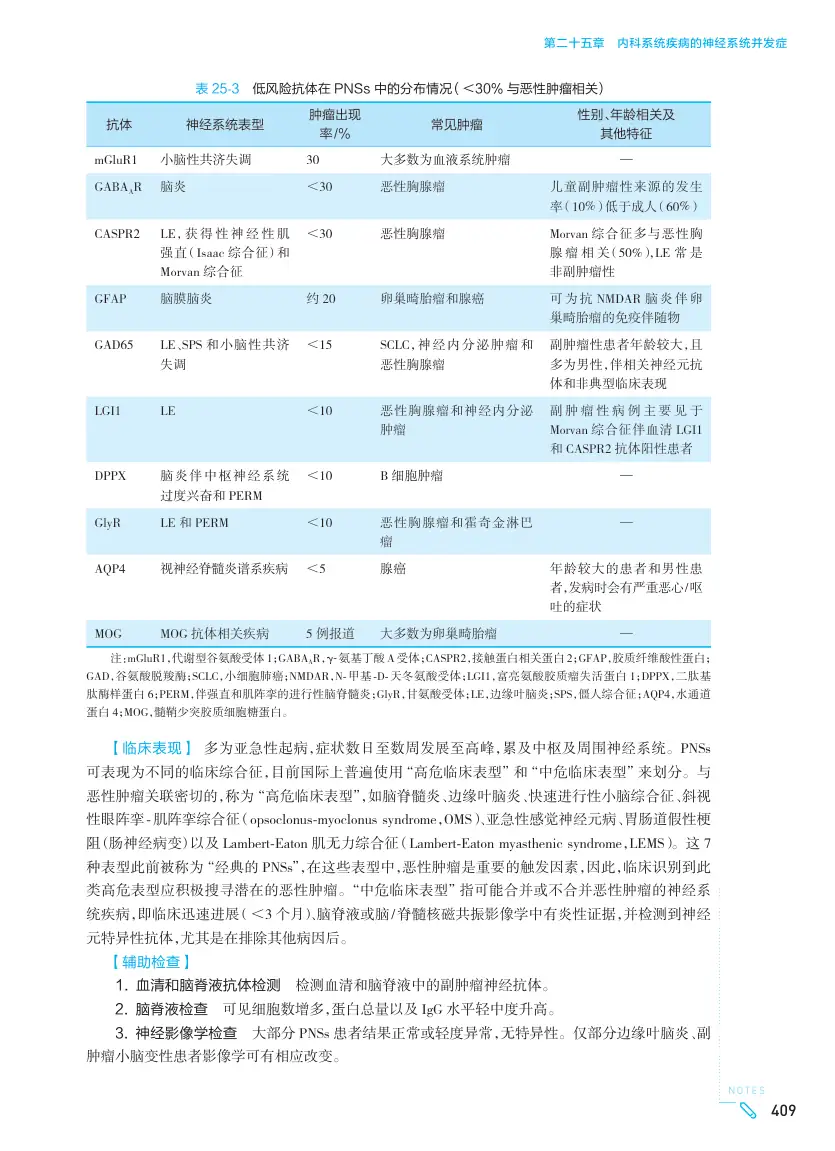 第二十五章 内科系统疾病的神经系统并发症
表 25-3 低风险抗体在 PNSs 中的分布情况（＜30% 与恶性肿瘤相关）
抗体 神经系统表型 肿瘤出现率/% 常见肿瘤 性别、年龄相关及其他特征
mGluR1 小脑性共济失调 30 大多数为血液系统肿瘤 —
GABAAR 脑炎 ＜30 恶性胸腺瘤 儿童副肿瘤性来源的发生
率（10%）低于成人（60%）
CASPR2 LE，获得性神经性肌 ＜30 恶性胸腺瘤 Morvan 综合征多与恶性胸
强直（Isaac 综合征）和 腺瘤相关（50%），LE 常是
Morvan 综合征 非副肿瘤性
GFAP 脑膜脑炎 约 20 卵巢畸胎瘤和腺癌 可为抗 NMDAR 脑炎伴卵
巢畸胎瘤的免疫伴随物
GAD65 LE、SPS 和小脑性共济 ＜15 SCLC，神经内分泌肿瘤和 副肿瘤性患者年龄较大，且
失调 恶性胸腺瘤 多为男性，伴相关神经元抗
体和非典型临床表现
LGI1 LE ＜10 恶性胸腺瘤和神经内分泌 副肿瘤性病例主要见于
肿瘤 Morvan 综合征伴血清 LGI1
和 CASPR2 抗体阳性患者
DPPX 脑炎伴中枢神经系统 ＜10 B 细胞肿瘤 —
过度兴奋和 PERM
GlyR LE 和 PERM ＜10 恶性胸腺瘤和霍奇金淋巴 —
瘤
AQP4 视神经脊髓炎谱系疾病 ＜5 腺癌 年龄较大的患者和男性患
者，发病时会有严重恶心/呕
吐的症状
MOG MOG 抗体相关疾病 5 例报道 大多数为卵巢畸胎瘤 —
注：mGluR1，代谢型谷氨酸受体 1；GABAAR，γ-氨基丁酸 A 受体；CASPR2，接触蛋白相关蛋白 2；GFAP，胶质纤维酸性蛋白；
GAD，谷氨酸脱羧酶；SCLC，小细胞肺癌；NMDAR，N-甲基-D-天冬氨酸受体；LGI1，富亮氨酸胶质瘤失活蛋白 1；DPPX，二肽基
肽酶样蛋白 6；PERM，伴强直和肌阵挛的进行性脑脊髓炎；GlyR，甘氨酸受体；LE，边缘叶脑炎；SPS，僵人综合征；AQP4，水通道
蛋白 4；MOG，髓鞘少突胶质细胞糖蛋白。
【临床表现】 多为亚急性起病，症状数日至数周发展至高峰，累及中枢及周围神经系统。PNSs
可表现为不同的临床综合征，目前国际上普遍使用“高危临床表型”和“中危临床表型”来划分。与
恶性肿瘤关联密切的，称为“高危临床表型”，如脑脊髓炎、边缘叶脑炎、快速进行性小脑综合征、斜视
性眼阵挛-肌阵挛综合征（opsoclonus-myoclonus syndrome，OMS）、亚急性感觉神经元病、胃肠道假性梗
阻（肠神经病变）以及 Lambert-Eaton 肌无力综合征（Lambert-Eaton myasthenic syndrome，LEMS）。这 7
种表型此前被称为“经典的 PNSs”，在这些表型中，恶性肿瘤是重要的触发因素，因此，临床识别到此
类高危表型应积极搜寻潜在的恶性肿瘤。“中危临床表型”指可能合并或不合并恶性肿瘤的神经系
统疾病，即临床迅速进展（＜3 个月）、脑脊液或脑/脊髓核磁共振影像学中有炎性证据，并检测到神经
元特异性抗体，尤其是在排除其他病因后。
【辅助检查】
1. 血清和脑脊液抗体检测 检测血清和脑脊液中的副肿瘤神经抗体。
2. 脑脊液检查 可见细胞数增多，蛋白总量以及 IgG 水平轻中度升高。
3. 神经影像学检查 大部分 PNSs 患者结果正常或轻度异常，无特异性。仅部分边缘叶脑炎、副
肿瘤小脑变性患者影像学可有相应改变。
NOTES
409